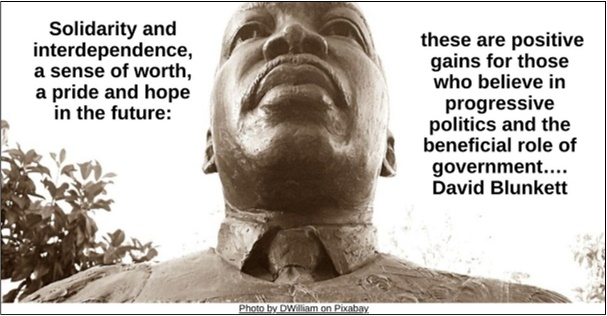 Solidarity and
interdependence,
a sense of worth,
a pride and hope
in the future:
these are positive
gains for those
who believe in
progressive
politics and the
beneficial role of
government....
David Blunkett
Photo by DWilliam on Pixabay